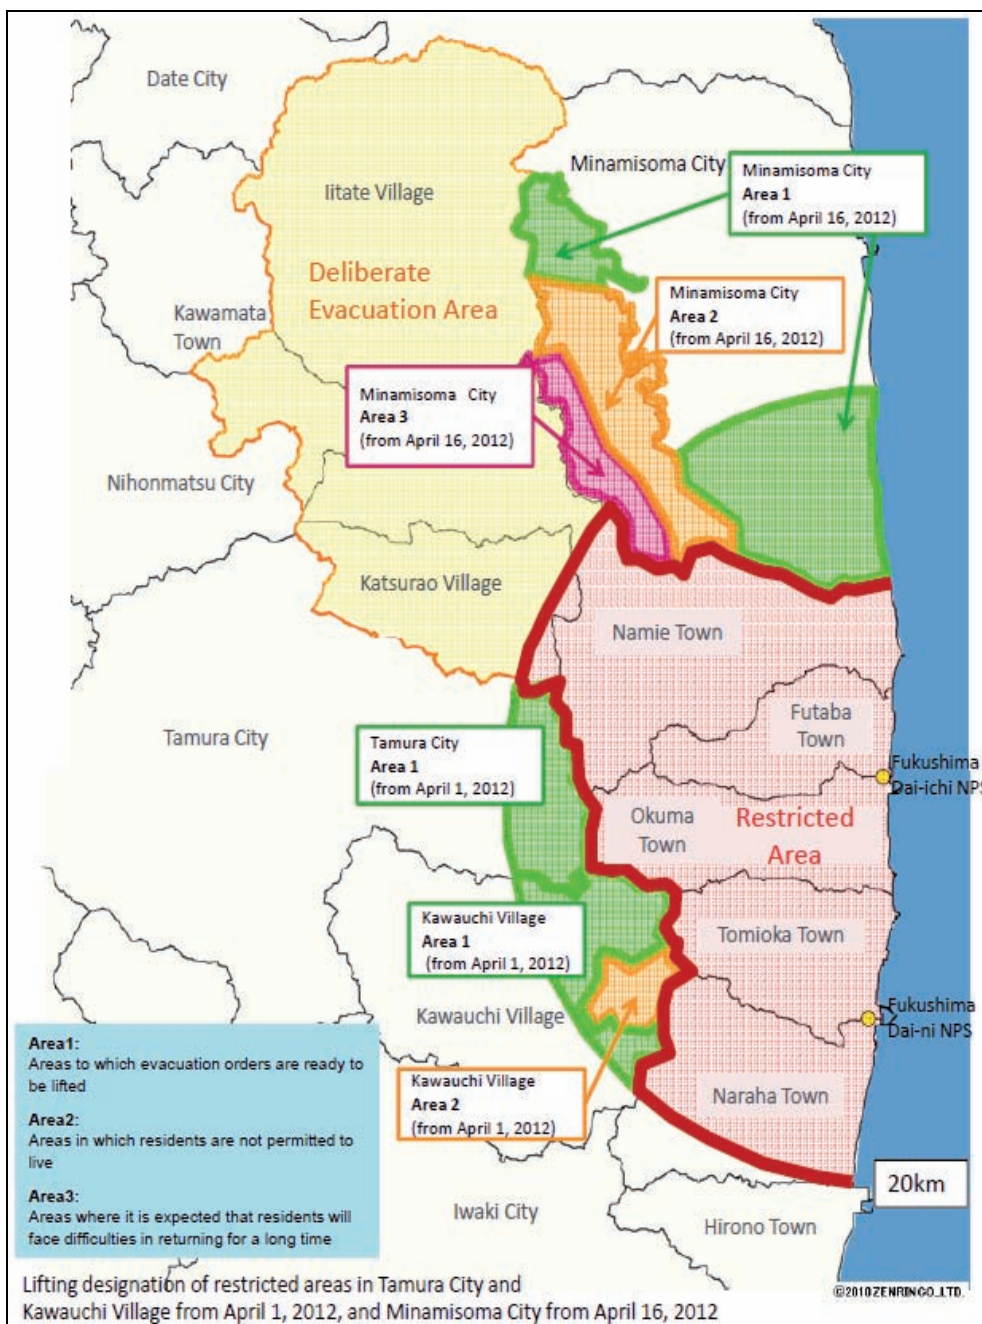 Date City
Minamisoma City
Minamisoma City
Area 1
(from April 16, 2012)
Iitate Village
Deliberate
Evacuation Area
Minamisoma City
Area 2
(from April 16, 2012)
Kawamata
Town
Minamisoma City
Area 3
(from April 16, 2012)
Nihonmatsu City
Katsurao Village
Namie Town
Futaba
Town
Tamura City
Tamura City
Area 1
(from April 1, 2012)
Fukushima
Dai-ichi NPS
Okuma
Town
Restricted
Area
Kawauchi Village
Area 1
(from April 1, 2012)
Tomioka Town
Kawauchi Village
Fukushima
Dai-ni NPS
Area1:
Areas to which evacuation orders are ready to
be lifted
Area2:
Areas in which residents are not permitted to
live
Area3:
Areas where it is expected that residents will
face difficulties in returning for a long time
Kawauchi Village
Area 2
(from April 1, 2012)
Naraha Town
20km
Iwaki City
Hirono Town
Lifting designation of restricted areas in Tamura City and
Kawauchi Village from April 1, 2012, and Minamisoma City from April 16, 2012
©2010ZENRINCO.,LTD.